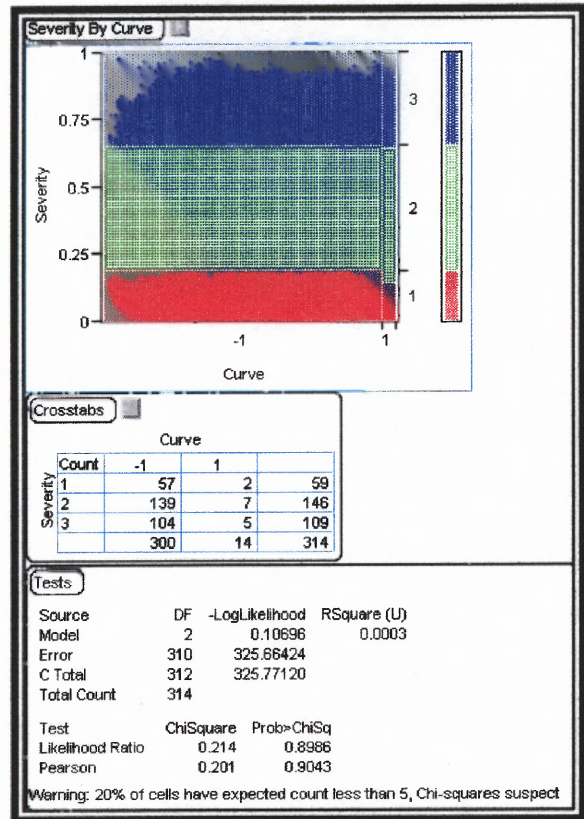 Severity By Curve
1
0.75
0.5
0.25
0
Severity
3
2
1
-1 1
Curve
Crosstabs
Curve
Severity
Count -1 1
1 57 2 59
2 139 7 146
3 104 5 109
300 14 314
Tests
Source DF -LogLikelihood RSquare (U)
Model 2 0.10696 0.0003
Error 310 325.66424
C Total 312 325.77120
Total Count 314
Test ChiSquare Prob>ChiSq
Likelihood Ratio 0.214 0.8986
Pearson 0.201 0.9043
Warning: 20% of cells have expected count less than 5, Chi-squares suspect